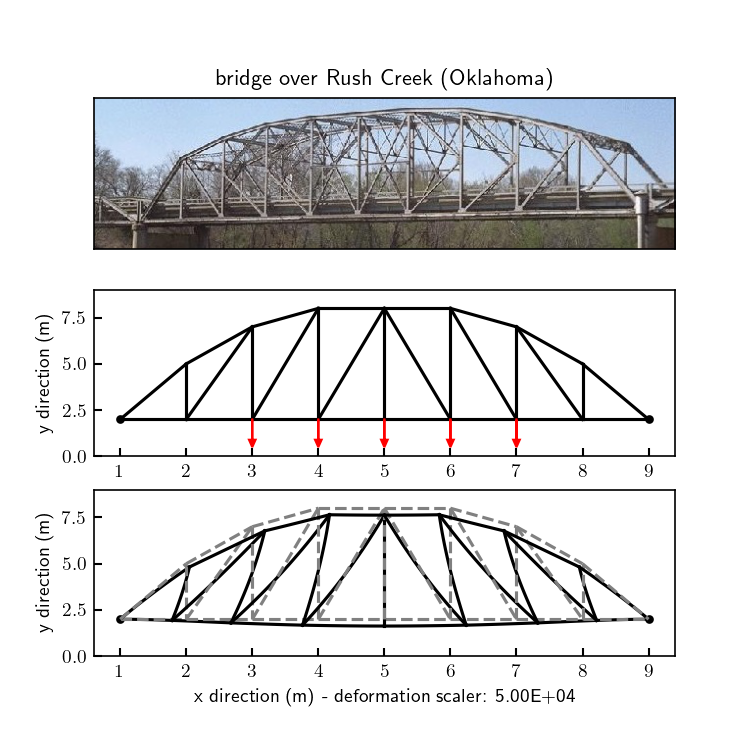 bridge over Rush Creek (Oklahoma)
y direction (m)
7.5
5.0
2.5
0.0
1 2 3 4 5 6 7 8 9
y direction (m)
7.5
5.0
2.5
0.0
1 2 3 4 5 6 7 8 9
x direction (m) - deformation scaler: 5.00E+04